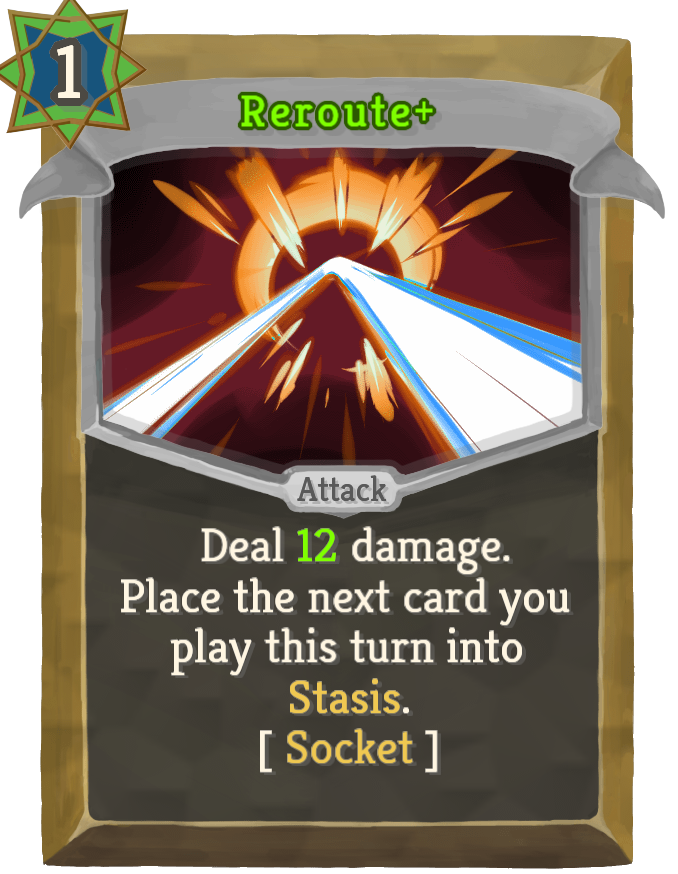 1
Reroute+
Attack
Deal 12 damage.
Place the next card you
play this turn into
Stasis.
[ Socket ]